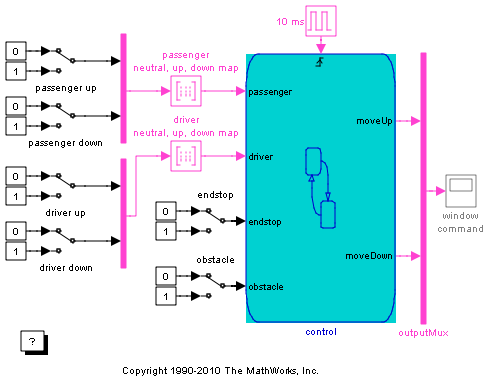 10 ms
passenger
neutral, up, down map
0
1
passenger up
0
1
passenger down
driver
neutral, up, down map
0
1
driver up
0
1
driver down
endstop
0
1
obstacle
0
1
passenger
driver
endstop
obstacle
moveUp
moveDown
control
outputMux
window
command
?
Copyright 1990-2010 The MathWorks, Inc.